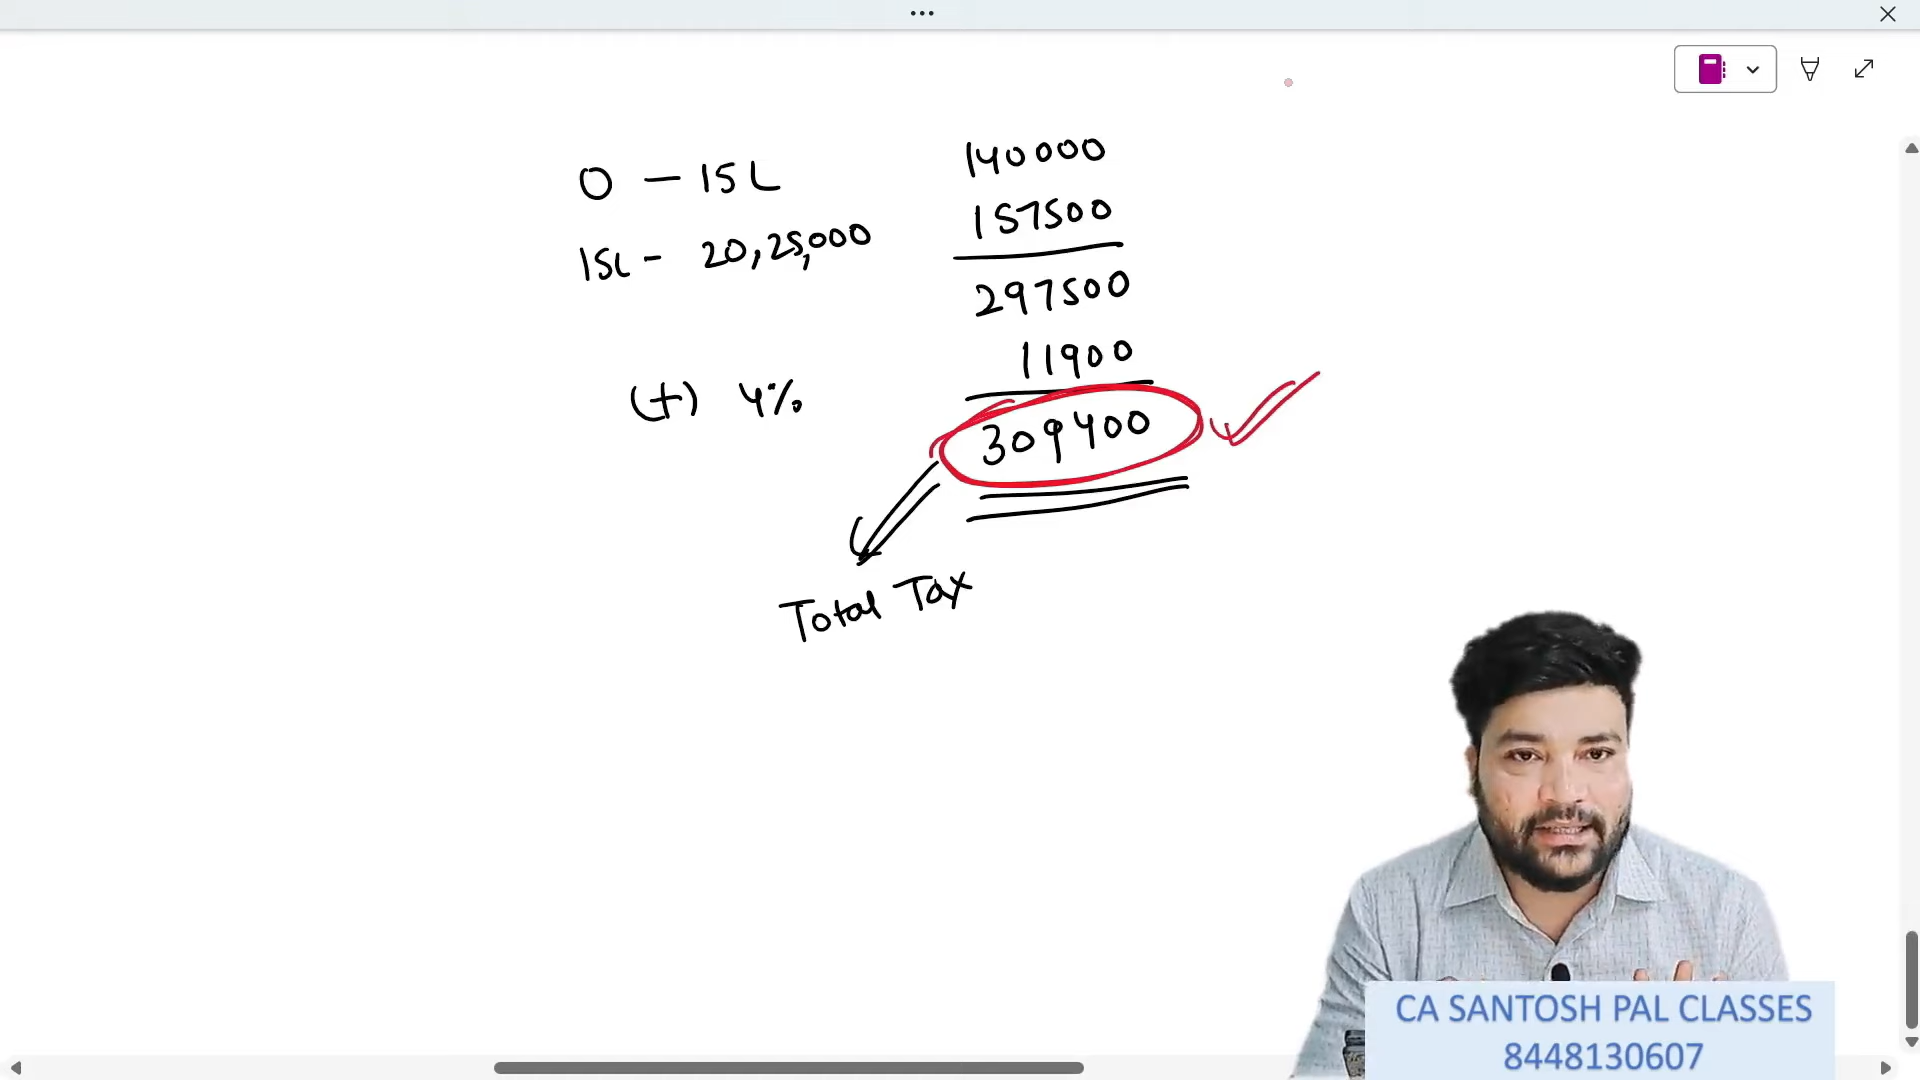 0 - 15L 140000
15L - 20,25,000 157500
297500
(+) 4% 11900
309400
Total Tax
CA SANTOSH PAL CLASSES
8448130607